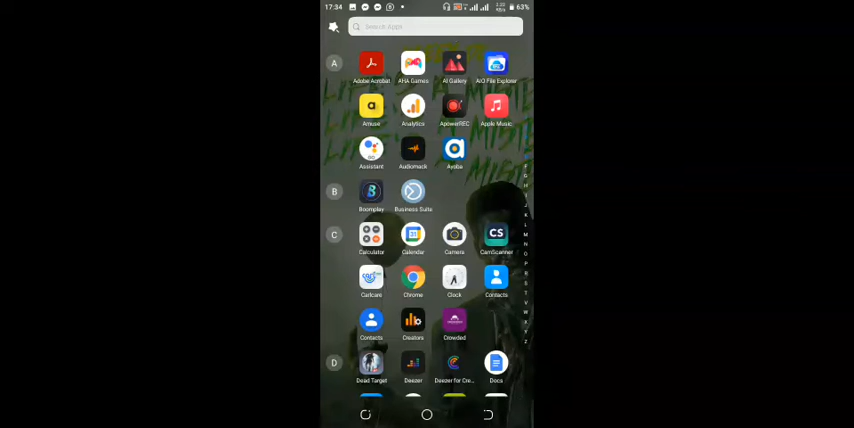 17:34 63%
Search Apps
A
Adobe Acrobat AHA Games AI Gallery AIO File Explorer
Amuse Analytics ApowerREC Apple Music
Assistant Audiomack Ayoba
B
Boomplay Business Suite
C
Calculator Calendar Camera CamScanner
Carlcare Chrome Clock Contacts
Contacts Creators Crowded
D
Dead Target Deezer Deezer for Cre... Docs
F
G
H
I
J
K
L
M
N
O
P
R
S
T
V
W
X
Y
Z